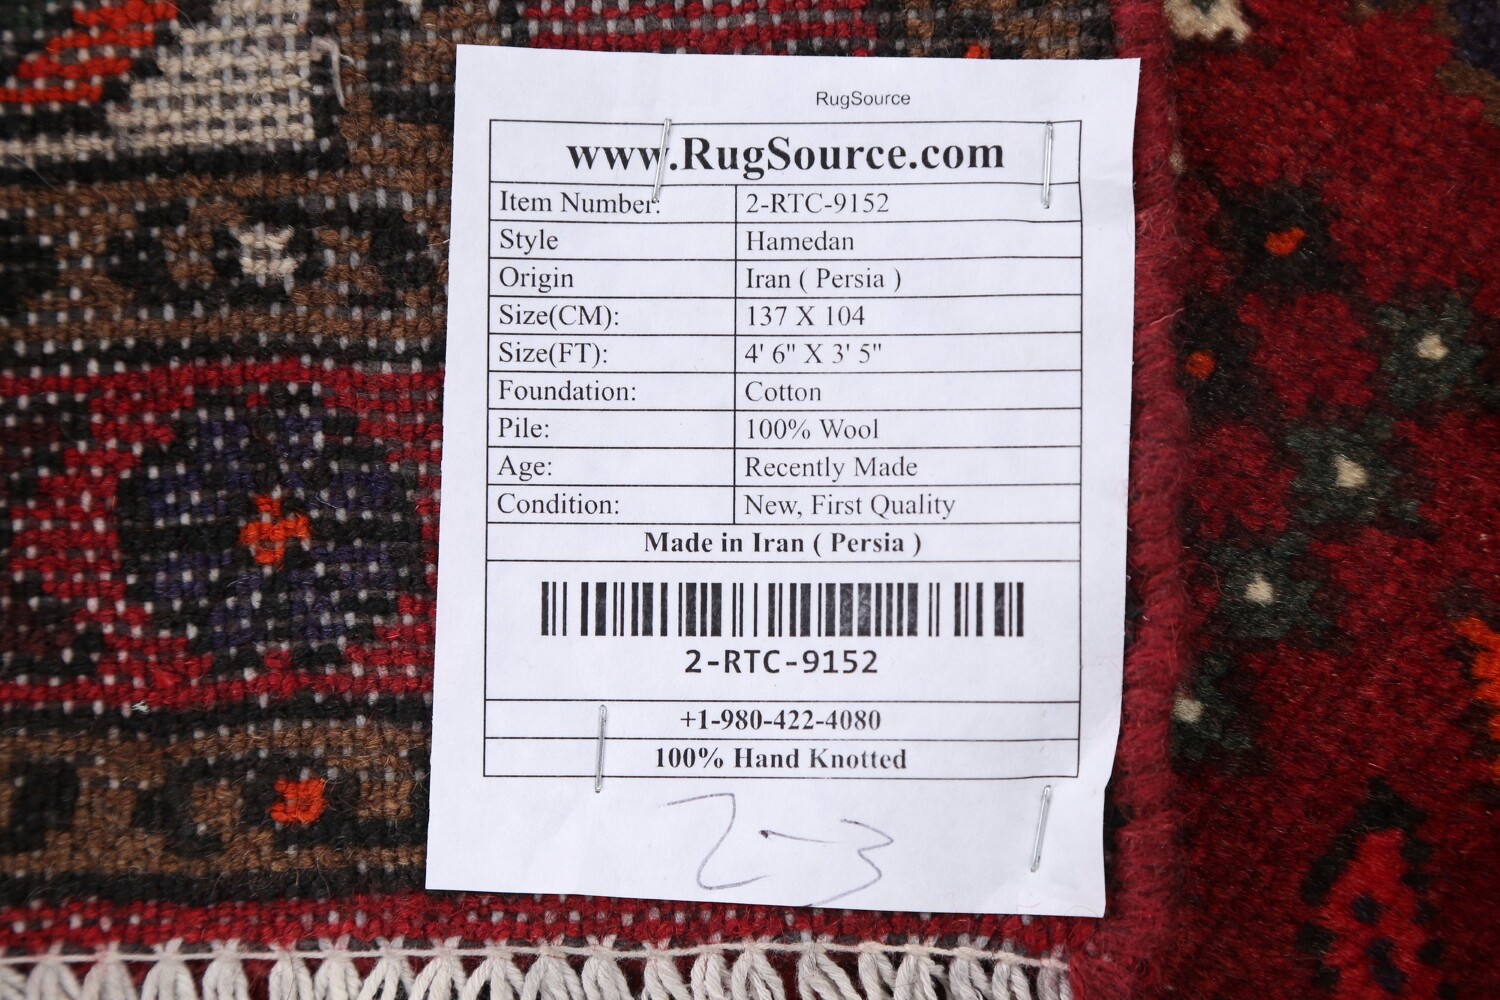 RugSource
www.RugSource.com
Item Number: 2-RTC-9152
Style Hamedan
Origin Iran ( Persia )
Size(CM): 137 X 104
Size(FT): 4' 6" X 3' 5"
Foundation: Cotton
Pile: 100% Wool
Age: Recently Made
Condition: New, First Quality
Made in Iran ( Persia )
2-RTC-9152
+1-980-422-4080
100% Hand Knotted
2-3